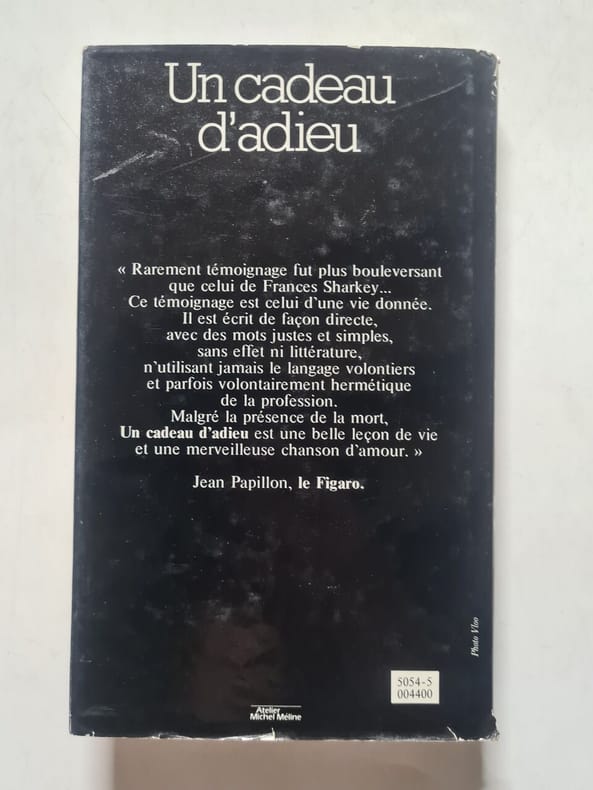 Un cadeau
d'adieu
« Rarement témoignage fut plus bouleversant
que celui de Frances Sharkey...
Ce témoignage est celui d'une vie donnée.
Il est écrit de façon directe,
avec des mots justes et simples,
sans effet ni littérature,
n'utilisant jamais le langage volontiers
et parfois volontairement hermétique
de la profession.
Malgré la présence de la mort,
Un cadeau d'adieu est une belle leçon de vie
et une merveilleuse chanson d'amour. »
Jean Papillon, le Figaro.
Photo Vloo
5054-5
004400
Atelier
Michel Méline